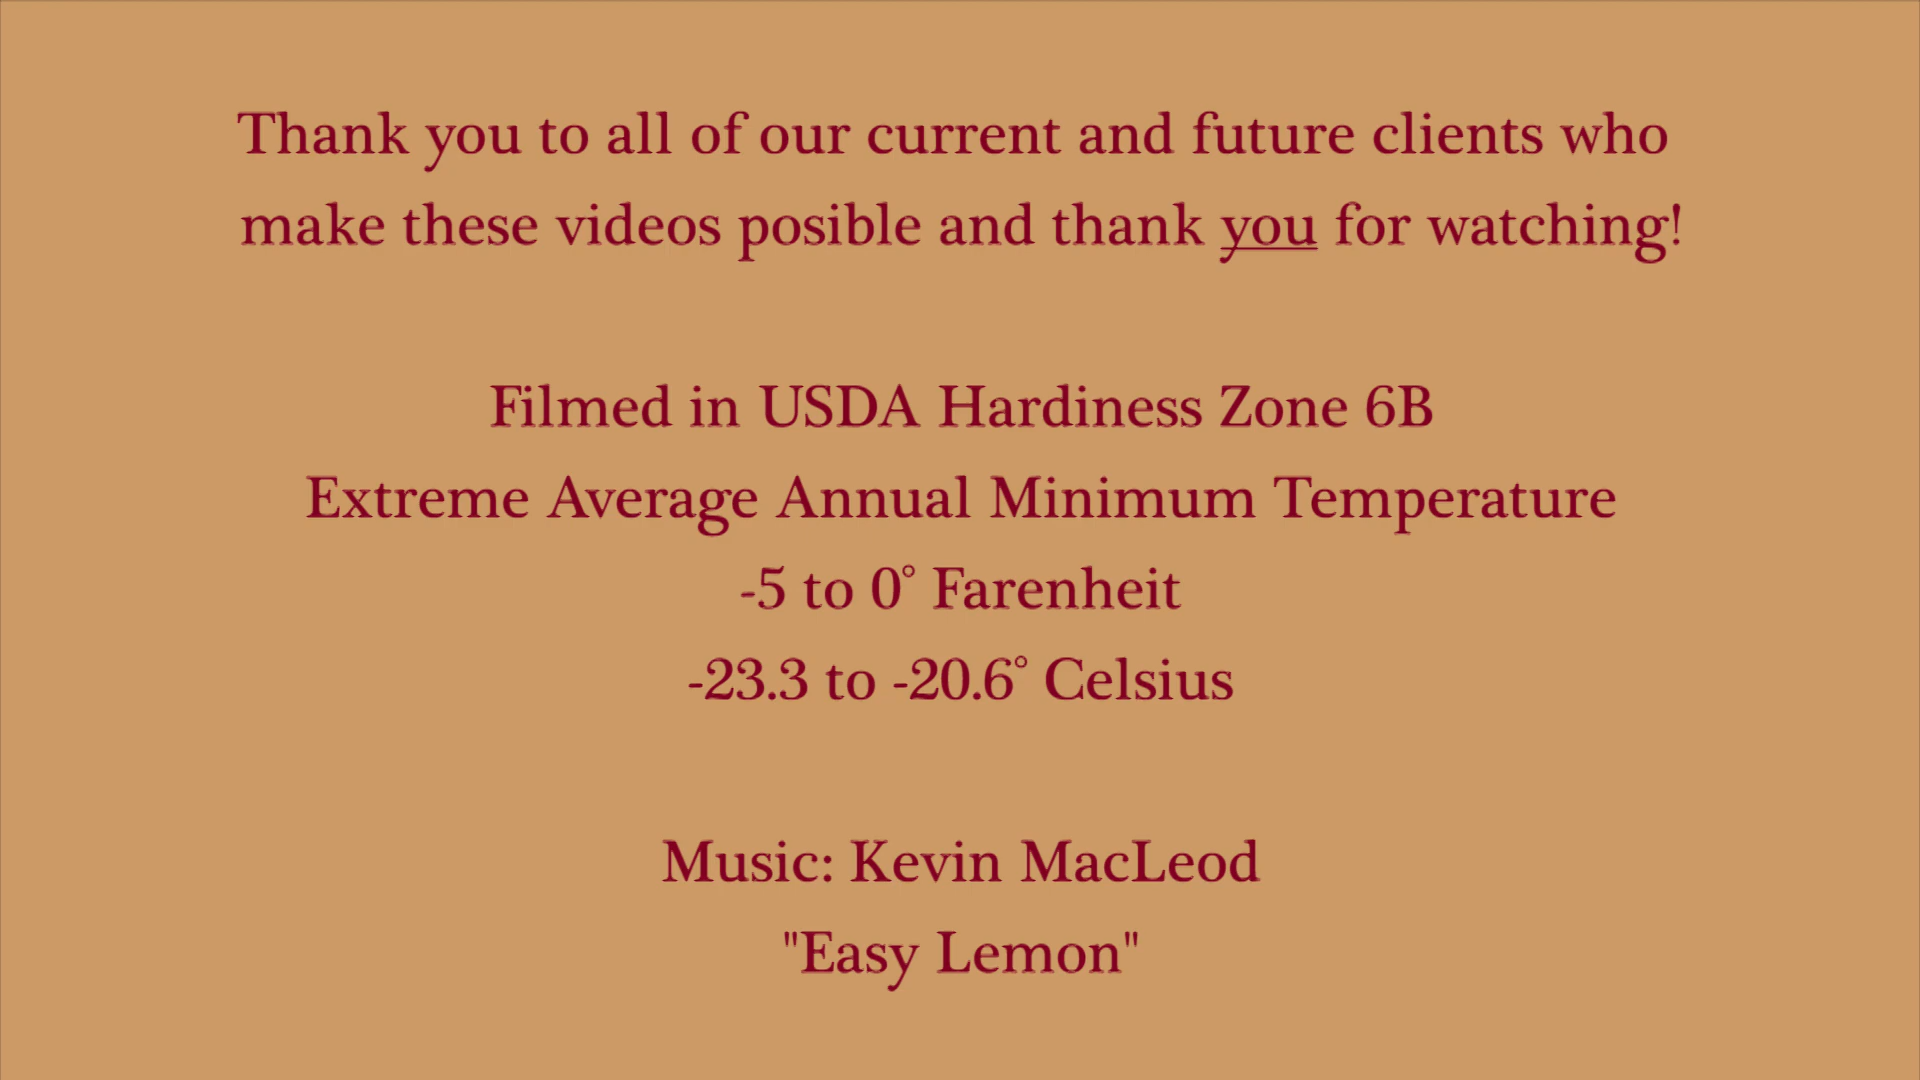 Thank you to all of our current and future clients who
make these videos posible and thank you for watching!
Filmed in USDA Hardiness Zone 6B
Extreme Average Annual Minimum Temperature
-5 to 0° Farenheit
-23.3 to -20.6° Celsius
Music: Kevin MacLeod
"Easy Lemon"